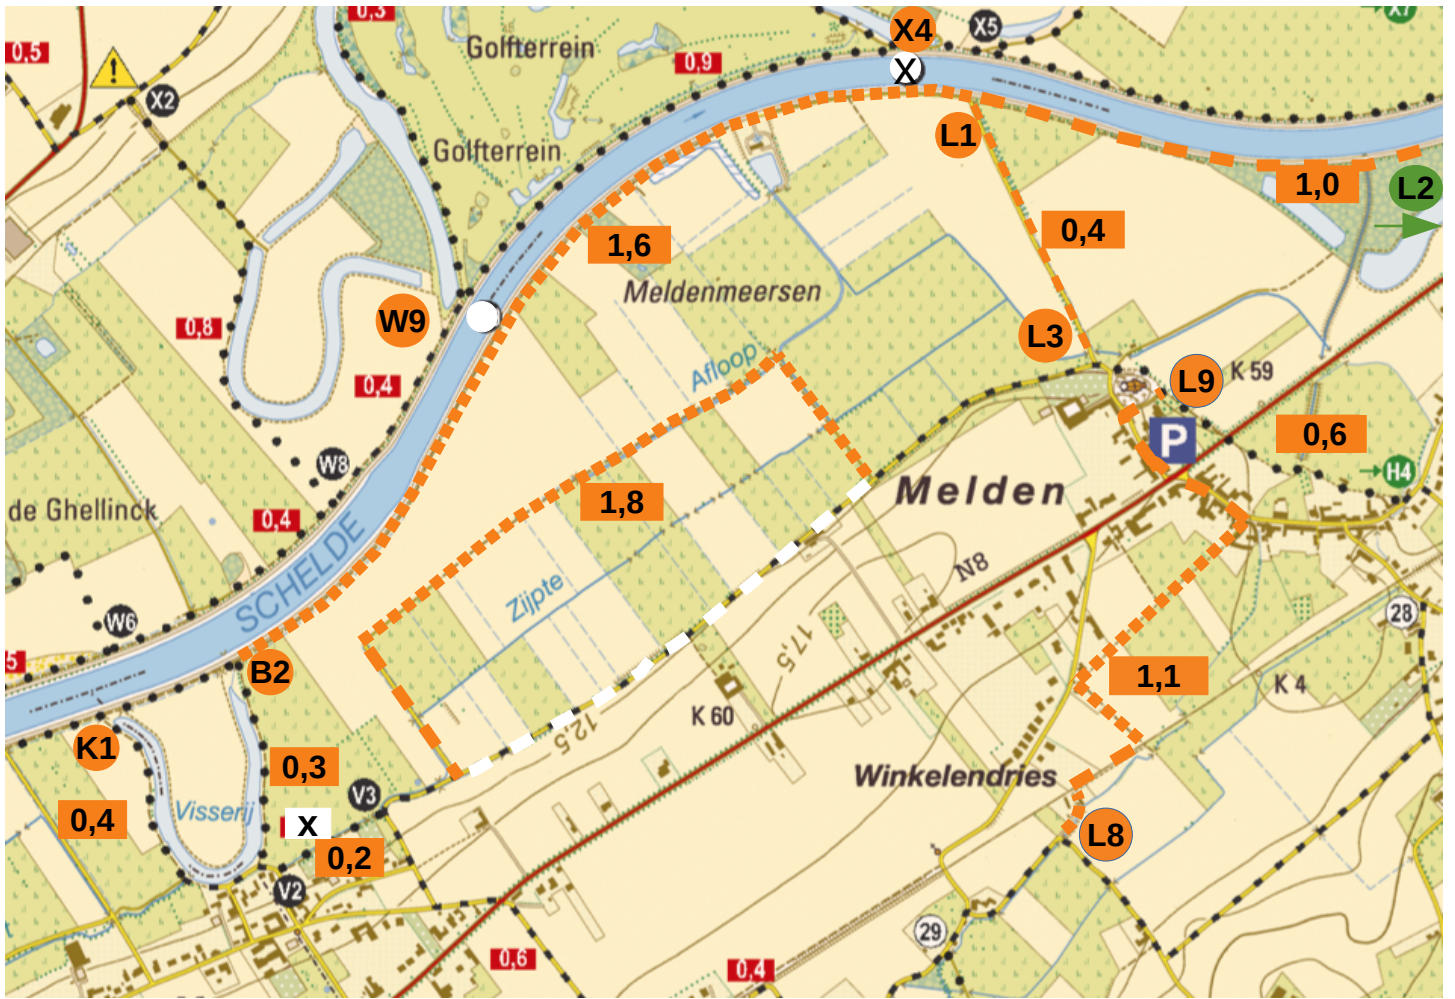 0,3
X4
X5
X7
0,5
Golfterrein
0,9
!
X2
X
L1
Golfterrein
1,0
L2
1,6
0,4
Meldenmeersen
W9
0,8
L3
Afloop
0,4
L9
K 59
P
0,6
W8
H4
de Ghellinck
1,8
Melden
0,4
SCHELDE
Zijpte
N8
28
W6
17.5
5
B2
1,1
K 4
K 60
12.5
K1
0,3
Winkelendries
V3
Visserij
0,4
x
L8
0,2
V2
29
0,6
0,4